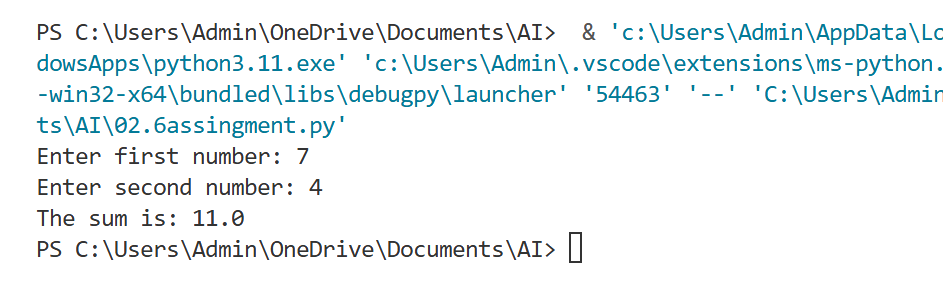 PS C:\Users\Admin\OneDrive\Documents\AI>  & 'c:\Users\Admin\AppData\Lo
dowsApps\python3.11.exe' 'c:\Users\Admin\.vscode\extensions\ms-python.
-win32-x64\bundled\libs\debugpy\launcher' '54463' '--' 'C:\Users\Admin
ts\AI\02.6assingment.py'
Enter first number: 7
Enter second number: 4
The sum is: 11.0
PS C:\Users\Admin\OneDrive\Documents\AI>